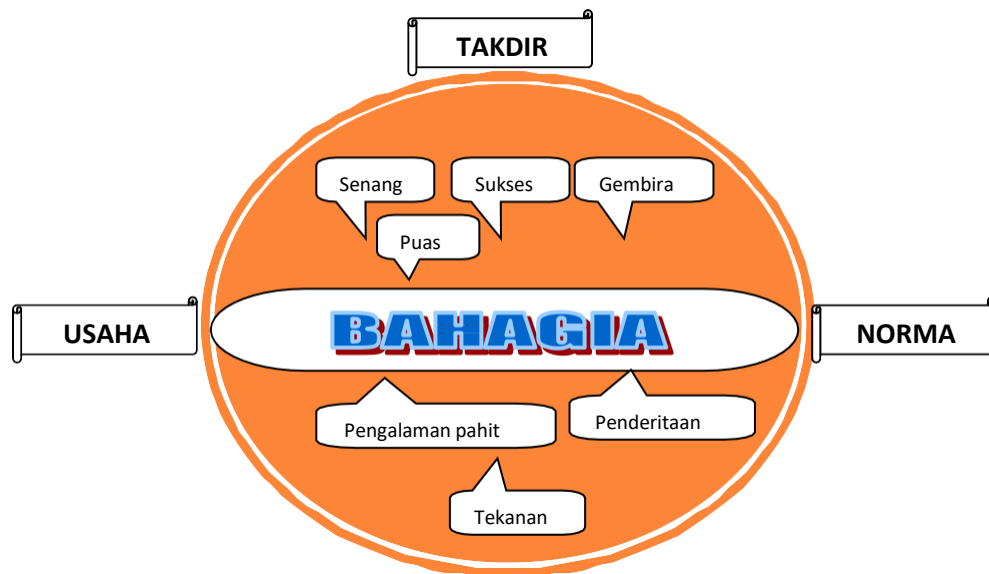 TAKDIR
Senang
Sukses
Gembira
Puas
USAHA
BAHAGIA
NORMA
Pengalaman pahit
Penderitaan
Tekanan